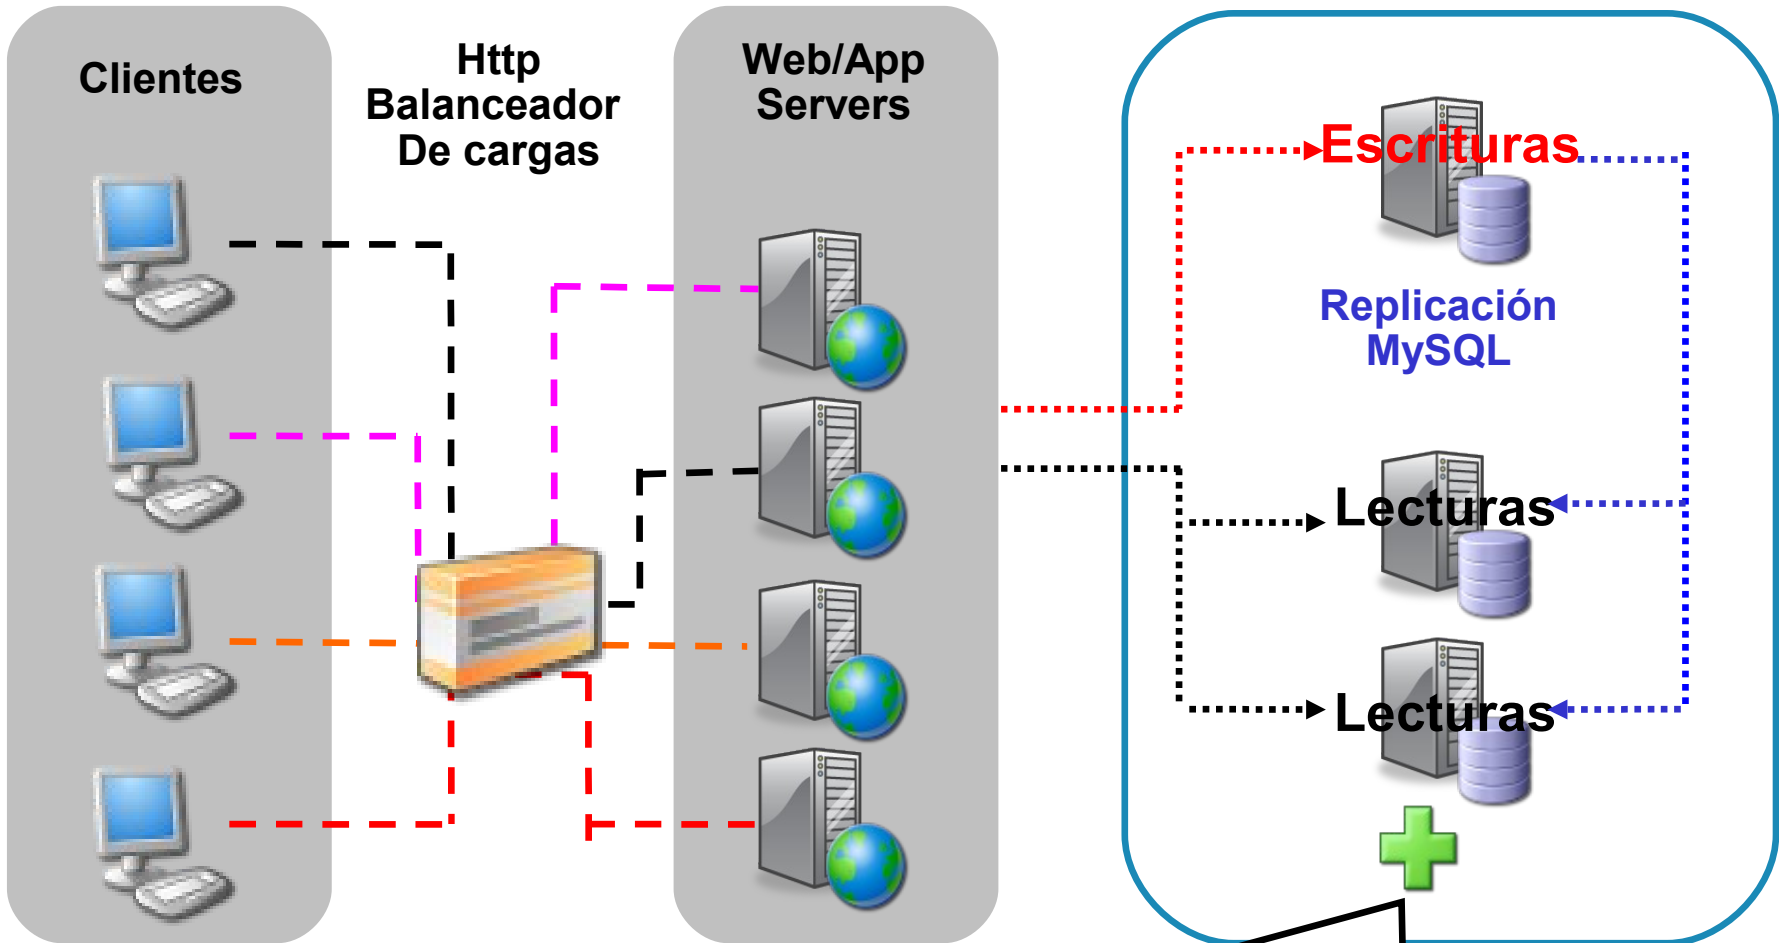 Clientes
Http
Balanceador
De cargas
Web/App
Servers
Escrituras
Replicación
MySQL
Lecturas
Lecturas